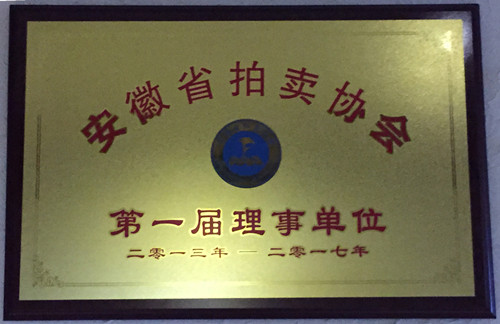 安徽省拍卖协会
第一届理事单位
二零一三年 — 二零一七年